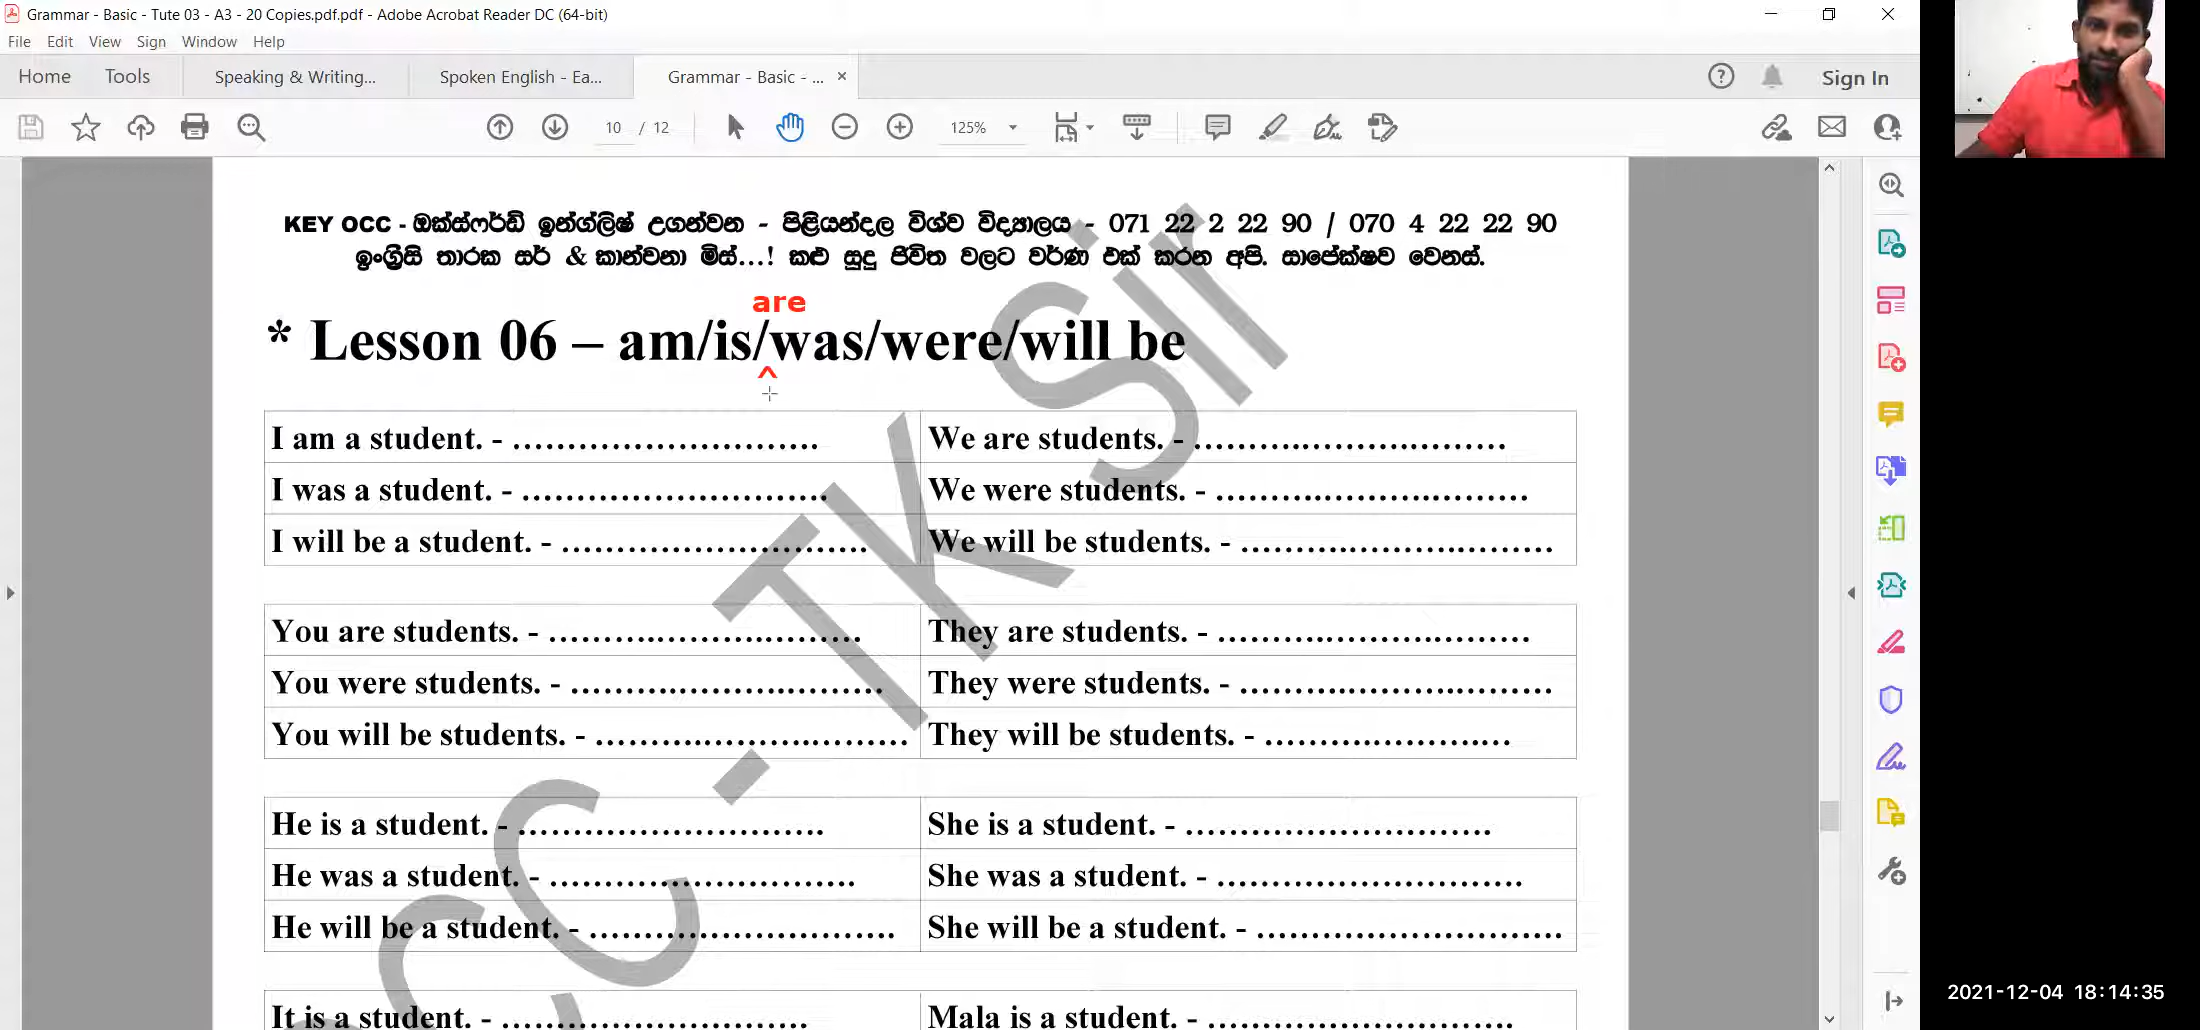 Grammar - Basic - Tute 03 - A3 - 20 Copies.pdf.pdf - Adobe Acrobat Reader DC (64-bit)
File Edit View Sign Window Help
Home Tools Speaking & Writing... Spoken English - Ea... Grammar - Basic - ... × Sign In
10 / 12 125%
KEY OCC - ඔක්ස්ෆර්ඩ් ඉන්ග්ලිෂ් උගන්වන - පිළියන්දල විශ්ව විද්‍යාලය - 071 22 2 22 90 / 070 4 22 22 90
ඉංග්‍රීසි තාරක සර් & කාන්චනා මිස්...! කළු සුදු ජීවිත වලට වර්ණ එක් කරන අපි. සාපේක්ෂව වෙනස්.
are
* Lesson 06 – am/is/was/were/will be
^
I am a student. - ………………………….
We are students. - ………..………..………
I was a student. - ………………………….
We were students. - ………..………..………
I will be a student. - ………………………….
We will be students. - ………..………..………
You are students. - ………..………..………
They are students. - ………..………..………
You were students. - ………..………..………
They were students. - ………..………..………
You will be students. - ………..………..………
They will be students. - ………..………..…
He is a student. - ………………………….
She is a student. - ………………………….
He was a student. - ………………………….
She was a student. - ………………………….
He will be a student. - ………………………….
She will be a student. - ………………………….
It is a student. - ………………………….
Mala is a student. - ………………………….
CC - TK Sir
2021-12-04 18:14:35